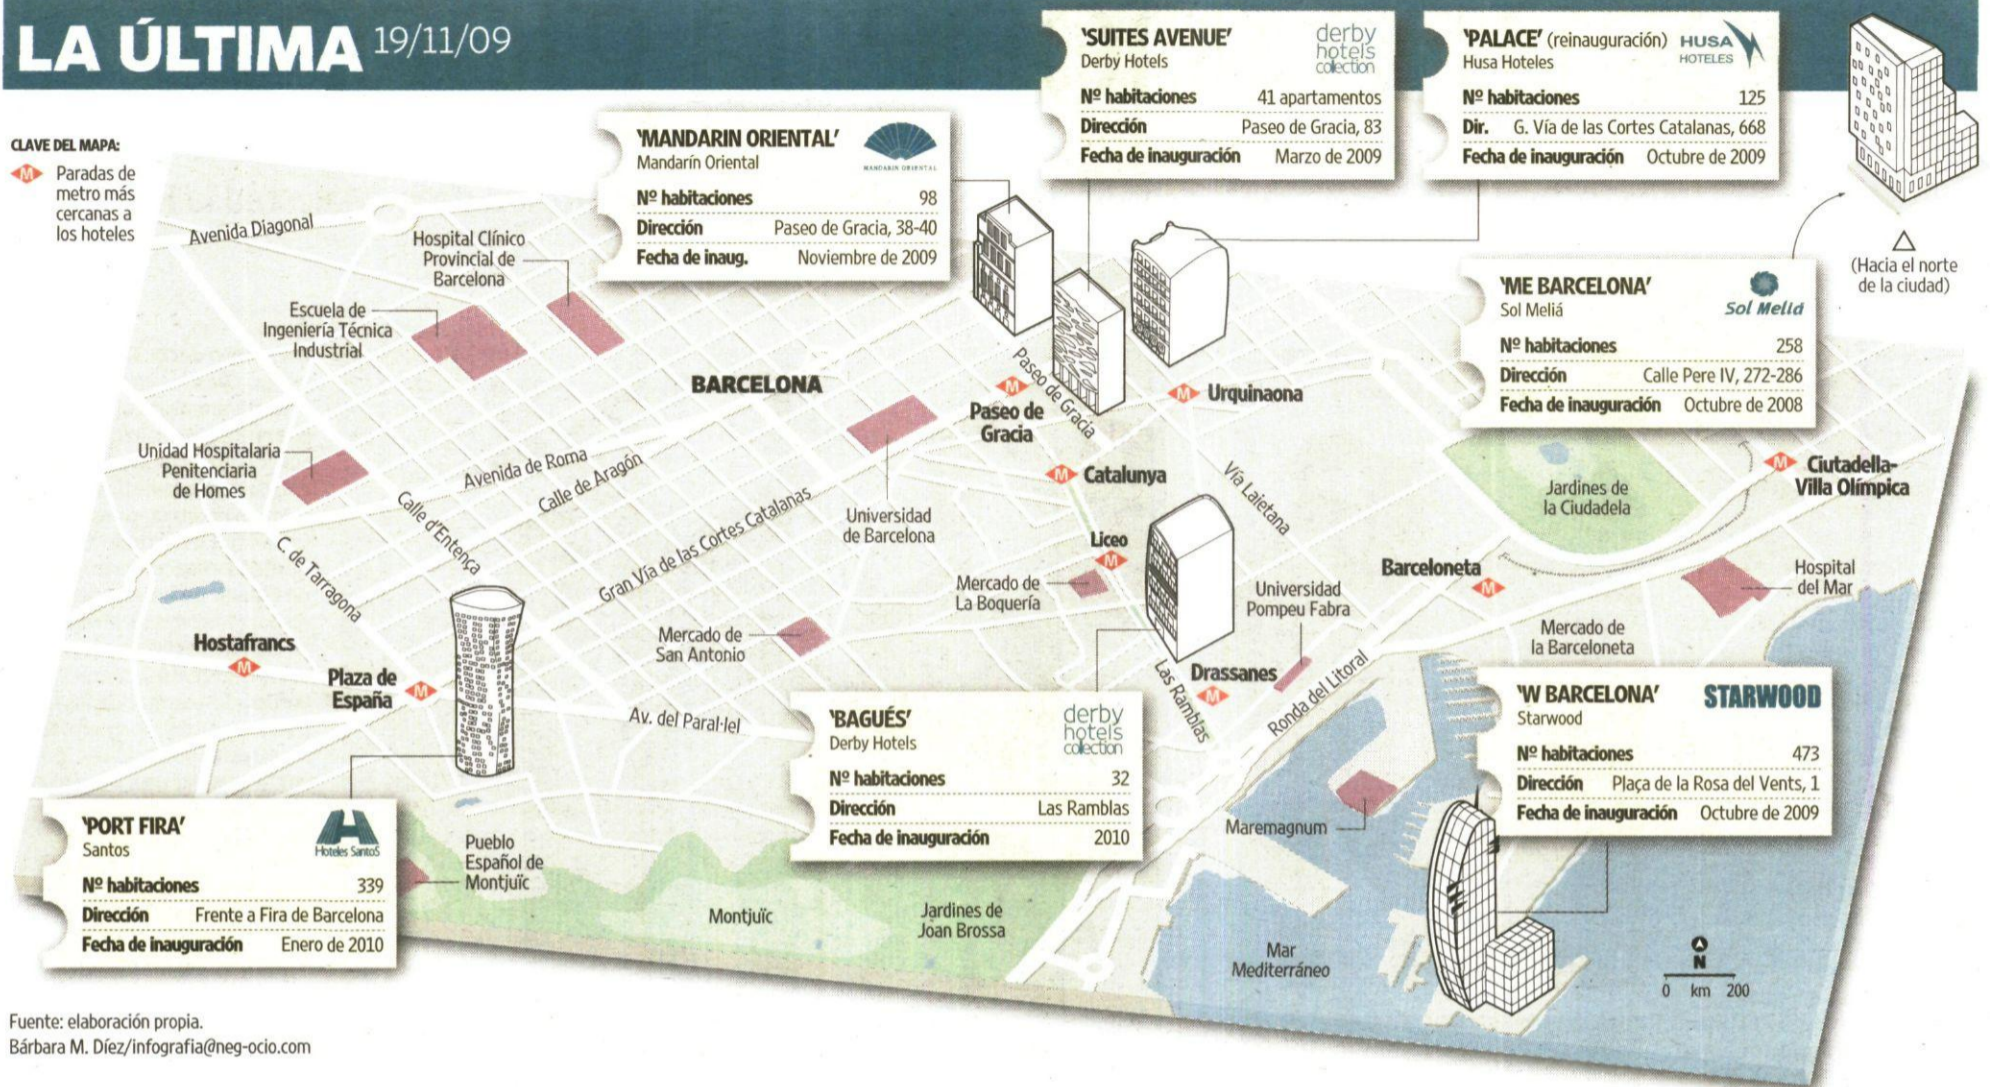 LA ÚLTIMA 19/11/09
CLAVE DEL MAPA:
M Paradas de
metro más
cercanas a
los hoteles
'MANDARIN ORIENTAL'
Mandarín Oriental
MANDARIN ORIENTAL
Nº habitaciones 98
Dirección Paseo de Gracia, 38-40
Fecha de inaug. Noviembre de 2009
'SUITES AVENUE'
Derby Hotels
derby
hotels
collection
Nº habitaciones 41 apartamentos
Dirección Paseo de Gracia, 83
Fecha de inauguración Marzo de 2009
'PALACE' (reinauguración)
Husa Hoteles
HUSA
HOTELES
Nº habitaciones 125
Dir. G. Vía de las Cortes Catalanas, 668
Fecha de inauguración Octubre de 2009
(Hacia el norte
de la ciudad)
'ME BARCELONA'
Sol Meliá
Sol Meliá
Nº habitaciones 258
Dirección Calle Pere IV, 272-286
Fecha de inauguración Octubre de 2008
Avenida Diagonal
Hospital Clínico
Provincial de
Barcelona
Escuela de
Ingeniería Técnica
Industrial
BARCELONA
M
Paseo de
Gracia
Paseo de Gracia
M Urquinaona
Unidad Hospitalaria
Penitenciaria
de Homes
Avenida de Roma
Calle de Aragón
Calle d'Entença
C. de Tarragona
Gran Vía de las Cortes Catalanas
Universidad
de Barcelona
M Catalunya
Vía Laietana
Jardines de
la Ciudadela
M Ciutadella-
Villa Olímpica
Liceo
M
Mercado de
La Boquería
Universidad
Pompeu Fabra
Barceloneta
M
Hospital
del Mar
Mercado de
la Barceloneta
Hostafrancs
M
Plaza de
España M
Mercado de
San Antonio
Av. del Paral·lel
Las Ramblas
Drassanes
M
Ronda del Litoral
'BAGUÉS'
Derby Hotels
derby
hotels
collection
Nº habitaciones 32
Dirección Las Ramblas
Fecha de inauguración 2010
'W BARCELONA'
Starwood
STARWOOD
Nº habitaciones 473
Dirección Plaça de la Rosa del Vents, 1
Fecha de inauguración Octubre de 2009
Maremagnum
'PORT FIRA'
Santos
Hoteles Santos
Nº habitaciones 339
Dirección Frente a Fira de Barcelona
Fecha de inauguración Enero de 2010
Pueblo
Español de
Montjuïc
Montjuïc
Jardines de
Joan Brossa
Mar
Mediterráneo
N
0 km 200
Fuente: elaboración propia.
Bárbara M. Díez/infografia@neg-ocio.com